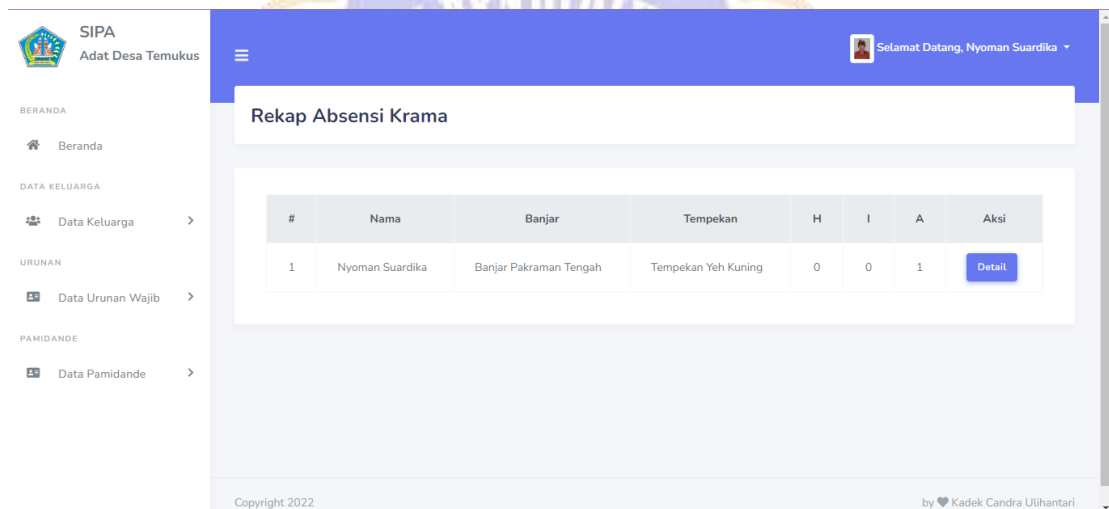 SIPA
Adat Desa Temukus
Selamat Datang, Nyoman Suardika
BERANDA
Beranda
DATA KELUARGA
Data Keluarga
URUNAN
Data Urunan Wajib
PAMIDANDE
Data Pamidande
Rekap Absensi Krama
# Nama Banjar Tempekan H I A Aksi
1 Nyoman Suardika Banjar Pakraman Tengah Tempekan Yeh Kuning 0 0 1 Detail
Copyright 2022
by Kadek Candra Ulihantari